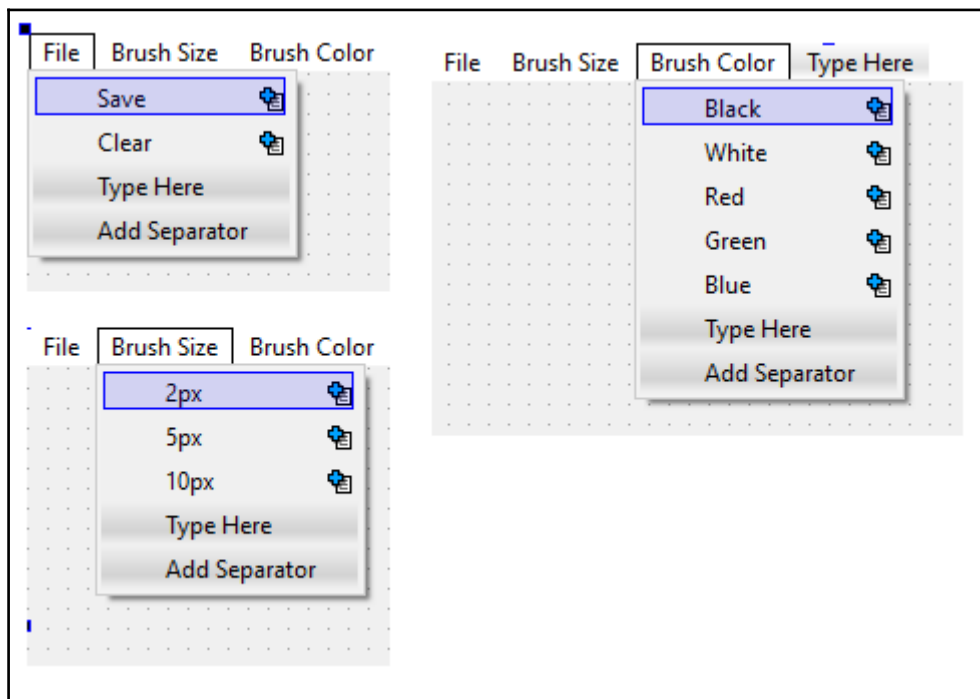 File Brush Size Brush Color
Save
Clear
Type Here
Add Separator
File Brush Size Brush Color
2px
5px
10px
Type Here
Add Separator
File Brush Size Brush Color Type Here
Black
White
Red
Green
Blue
Type Here
Add Separator